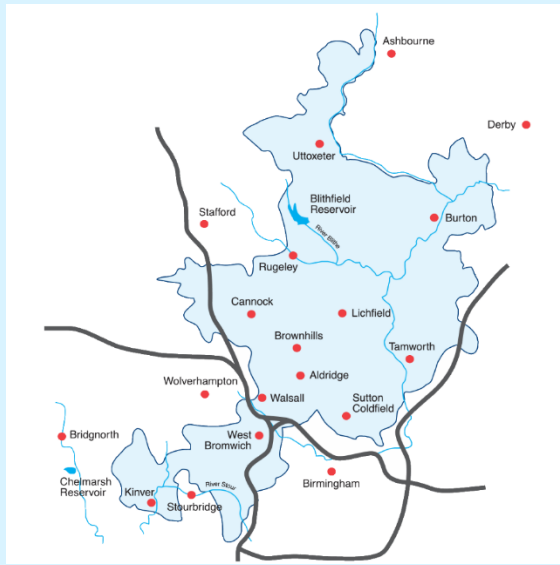 Ashbourne
Derby
Uttoxeter
Blithfield
Reservoir
Stafford
Burton
River Blithe
Rugeley
Cannock
Lichfield
Brownhills
Tamworth
Aldridge
Wolverhampton
Walsall
Sutton
Coldfield
West
Bromwich
Bridgnorth
Birmingham
Chelmarsh
Reservoir
Kinver
River Stour
Stourbridge